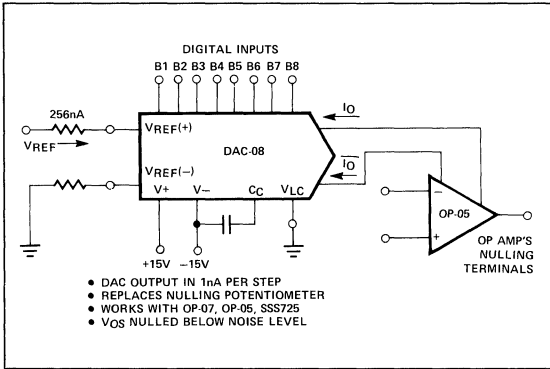 DIGITAL INPUTS
B1 B2 B3 B4 B5 B6 B7 B8
256nA
VREF
VREF(+)
DAC-08
IO
VREF(−)
IO
V+ V− CC VLC
−
OP-05
+
OP AMP'S
NULLING
TERMINALS
+15V −15V
• DAC OUTPUT IN 1nA PER STEP
• REPLACES NULLING POTENTIOMETER
• WORKS WITH OP-07, OP-05, SSS725
• VOS NULLED BELOW NOISE LEVEL